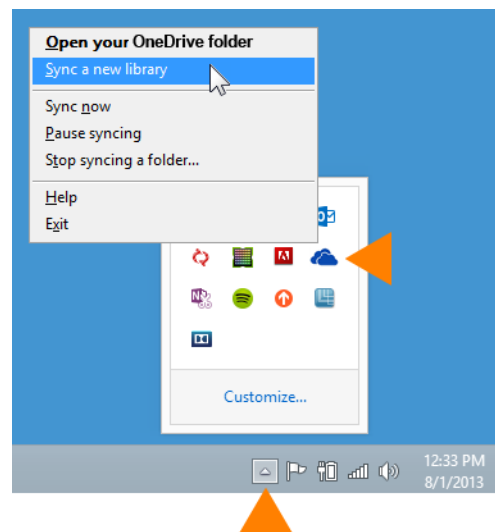 Open your OneDrive folder
Sync a new library
Sync now
Pause syncing
Stop syncing a folder...
Help
Exit
Customize...
12:33 PM
8/1/2013